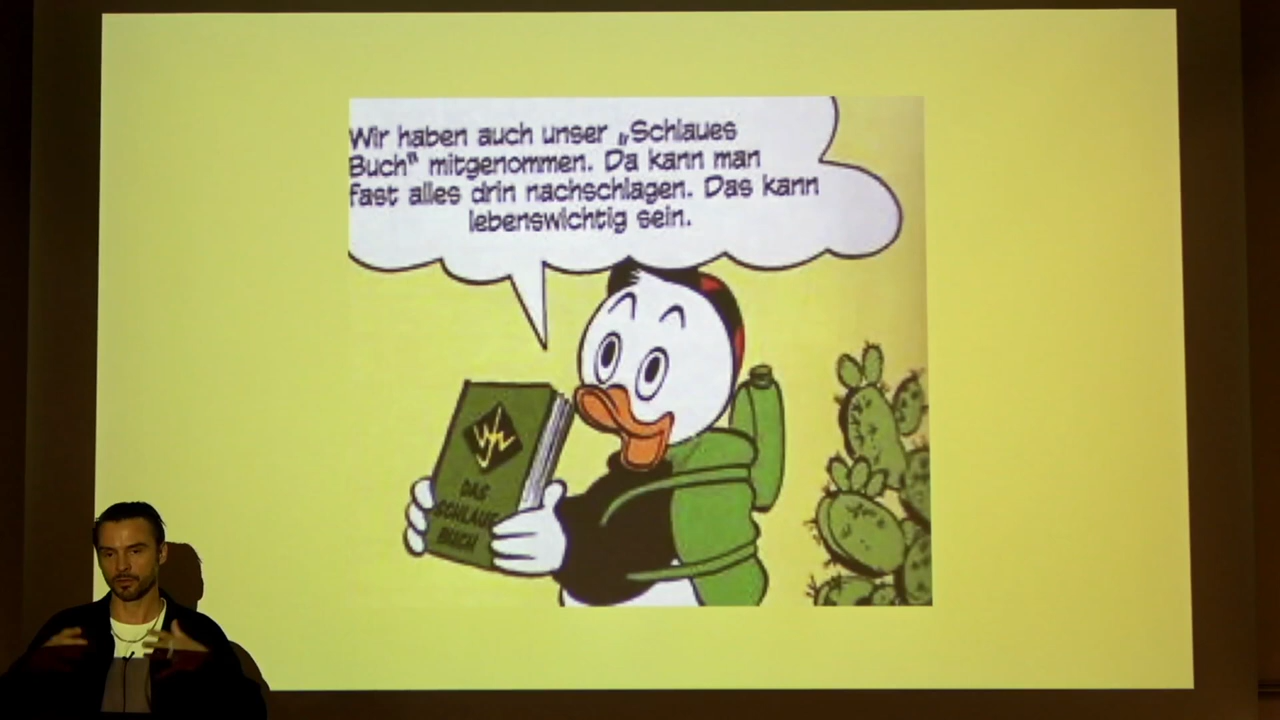 Wir haben auch unser „Schlaues
Buch“ mitgenommen. Da kann man
fast alles drin nachschlagen. Das kann
lebenswichtig sein.
DAS
SCHLAUE
BUCH